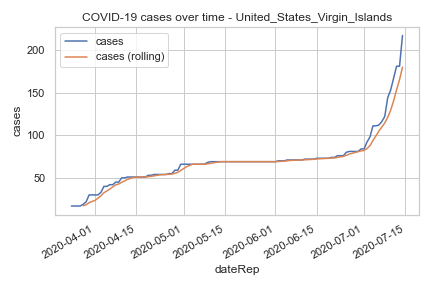 COVID-19 cases over time - United_States_Virgin_Islands
cases
cases (rolling)
200
150
100
50
cases
2020-04-01
2020-04-15
2020-05-01
2020-05-15
2020-06-01
2020-06-15
2020-07-01
2020-07-15
dateRep